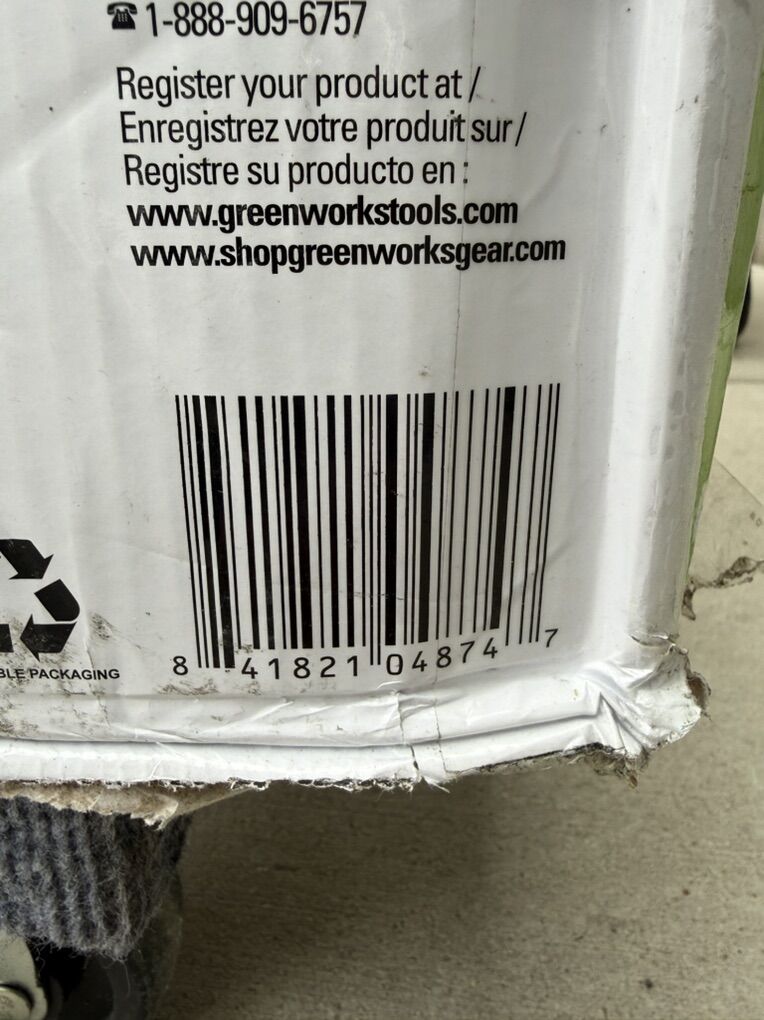 ☎ 1-888-909-6757
Register your product at /
Enregistrez votre produit sur /
Registre su producto en :
www.greenworkstools.com
www.shopgreenworksgear.com
BLE PACKAGING
8 41821 04874 7